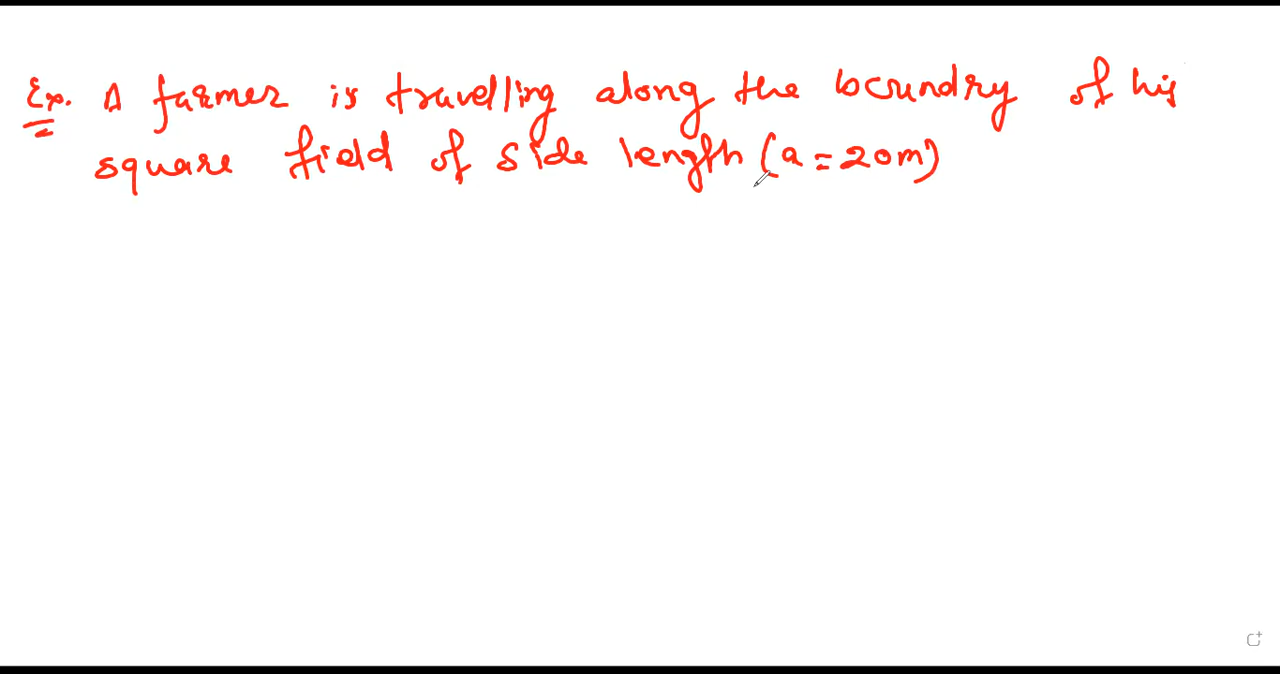 Ex. A farmer is travelling along the boundry of his
square field of side length (a = 20m)